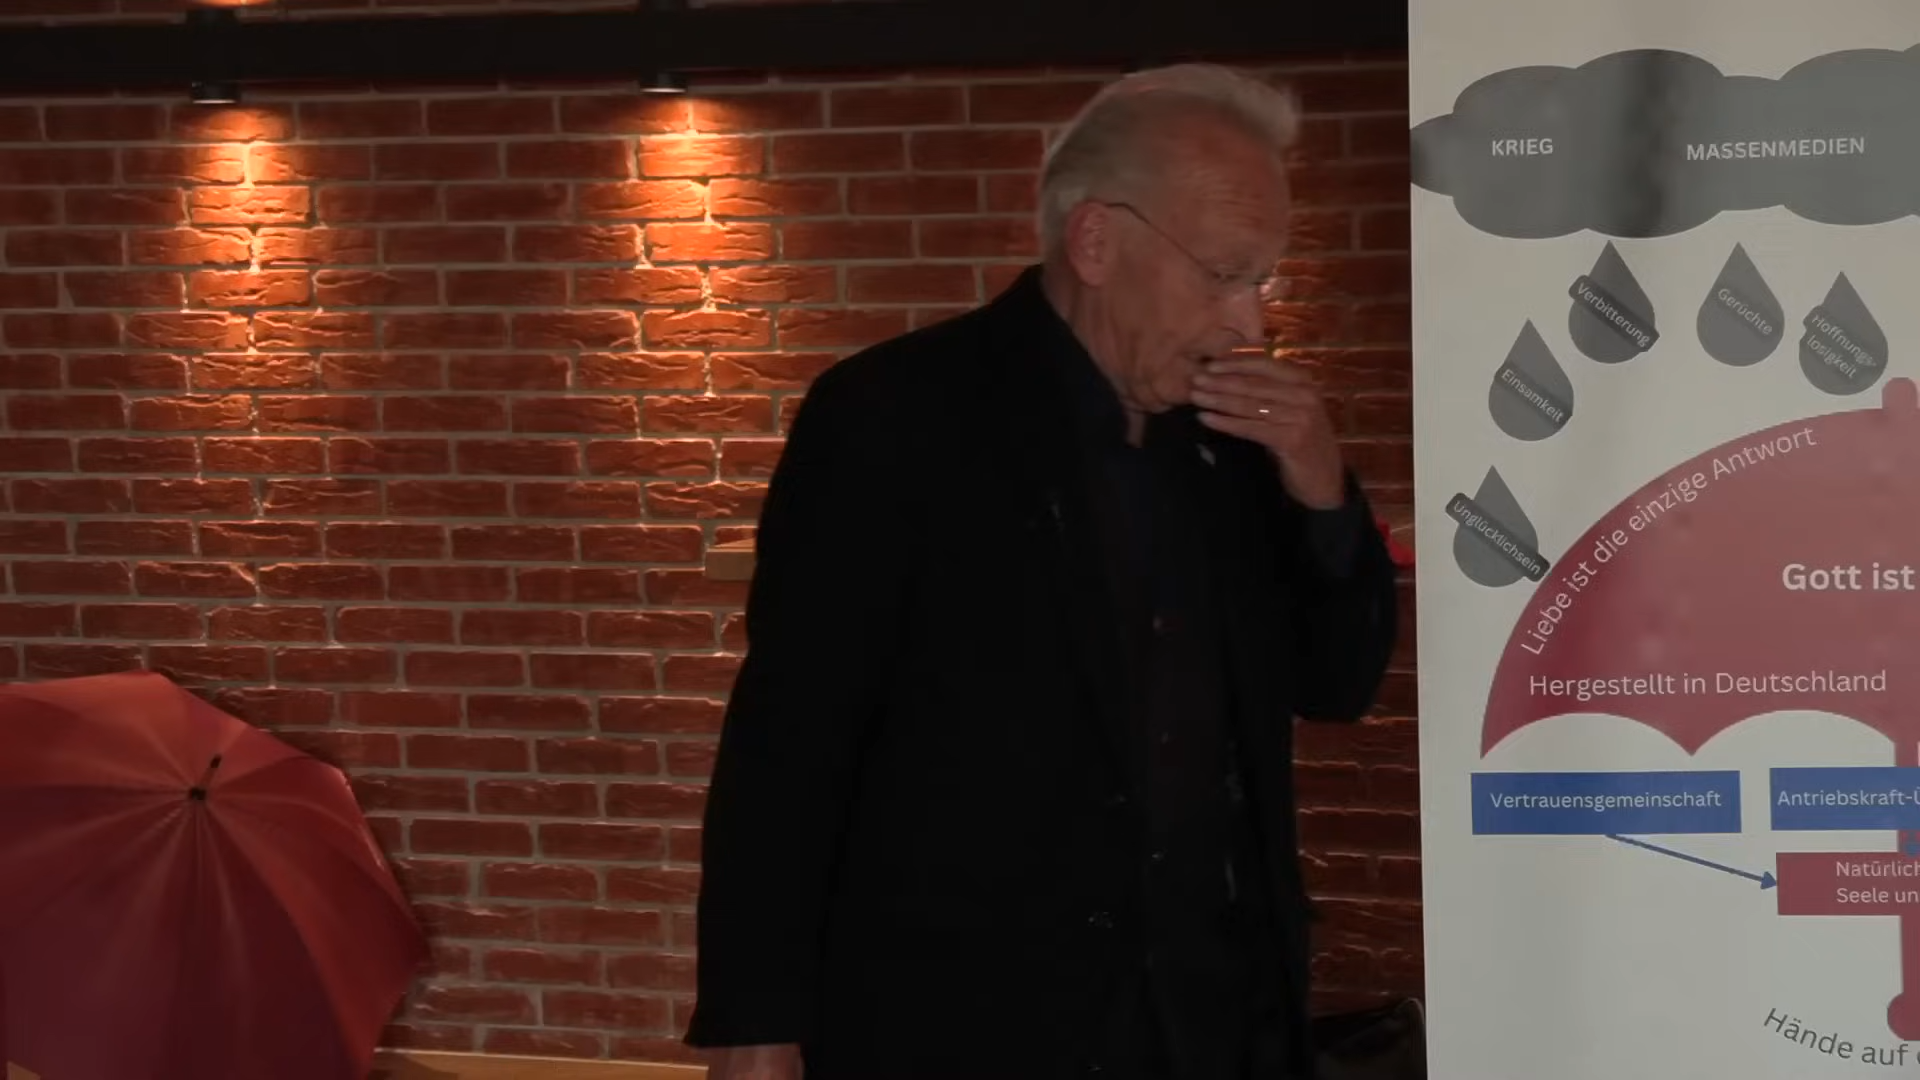 KRIEG
MASSENMEDIEN
Verbitterung
Gerüchte
Hoffnungs-
losigkeit
Einsamkeit
Unglücklichsein
Liebe ist die einzige Antwort
Gott ist
Hergestellt in Deutschland
Vertrauensgemeinschaft
Antriebskraft-Ü
Natürlich
Seele un
Hände auf